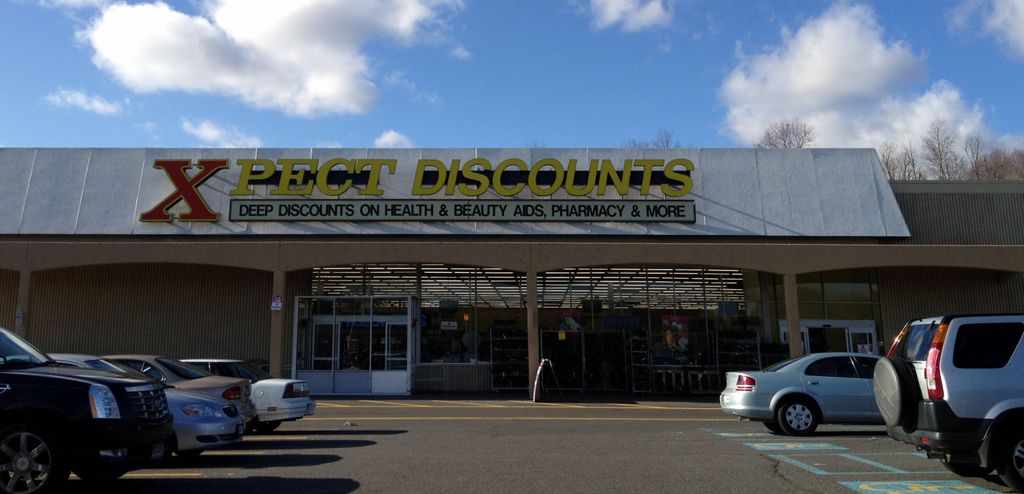 XPECT DISCOUNTS
DEEP DISCOUNTS ON HEALTH & BEAUTY AIDS, PHARMACY & MORE